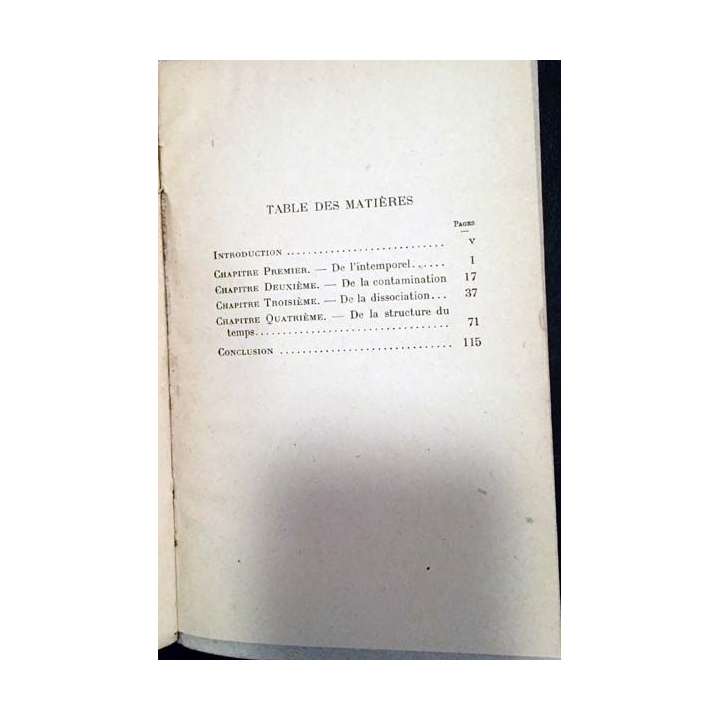 TABLE DES MATIÈRES
PAGES
INTRODUCTION ........................... V
CHAPITRE PREMIER. — De l'intemporel...... 1
CHAPITRE DEUXIÈME. — De la contamination 17
CHAPITRE TROISIÈME. — De la dissociation... 37
CHAPITRE QUATRIÈME. — De la structure du
temps.................................. 71
CONCLUSION .............................. 115